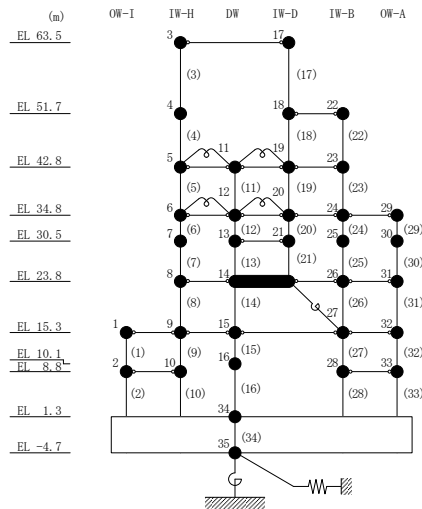 (m) OW-I IW-H DW IW-D IW-B OW-A
EL 63.5 3 17
(3) (17)
EL 51.7 4 18 22
(4) (18) (22)
11
EL 42.8 5 19 23
(5) 12 (11) 20 (19) (23)
EL 34.8 6 24 29
(6) (12) (20) (24) (29)
EL 30.5 7 13 21 25 30
(7) (13) (21) (25) (30)
EL 23.8 8 14 26 31
(8) (14) (26) (31)
27
EL 15.3 1 9 15 32
(1) (9) (15) (27) (32)
EL 10.1 16
EL 8.8 2 10 28 33
(2) (10) (16) (28) (33)
EL 1.3 34
(34)
EL -4.7 35